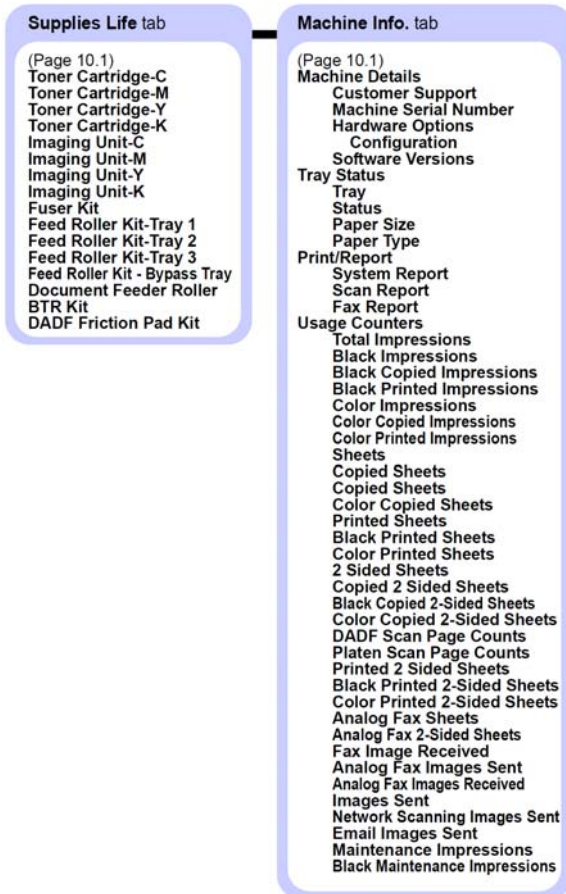 Supplies Life tab
(Page 10.1)
Toner Cartridge-C
Toner Cartridge-M
Toner Cartridge-Y
Toner Cartridge-K
Imaging Unit-C
Imaging Unit-M
Imaging Unit-Y
Imaging Unit-K
Fuser Kit
Feed Roller Kit-Tray 1
Feed Roller Kit-Tray 2
Feed Roller Kit-Tray 3
Feed Roller Kit - Bypass Tray
Document Feeder Roller
BTR Kit
DADF Friction Pad Kit
Machine Info. tab
(Page 10.1)
Machine Details
Customer Support
Machine Serial Number
Hardware Options
Configuration
Software Versions
Tray Status
Tray
Status
Paper Size
Paper Type
Print/Report
System Report
Scan Report
Fax Report
Usage Counters
Total Impressions
Black Impressions
Black Copied Impressions
Black Printed Impressions
Color Impressions
Color Copied Impressions
Color Printed Impressions
Sheets
Copied Sheets
Copied Sheets
Color Copied Sheets
Printed Sheets
Black Printed Sheets
Color Printed Sheets
2 Sided Sheets
Copied 2 Sided Sheets
Black Copied 2-Sided Sheets
Color Copied 2-Sided Sheets
DADF Scan Page Counts
Platen Scan Page Counts
Printed 2 Sided Sheets
Black Printed 2-Sided Sheets
Color Printed 2-Sided Sheets
Analog Fax Sheets
Analog Fax 2-Sided Sheets
Fax Image Received
Analog Fax Images Sent
Analog Fax Images Received
Images Sent
Network Scanning Images Sent
Email Images Sent
Maintenance Impressions
Black Maintenance Impressions